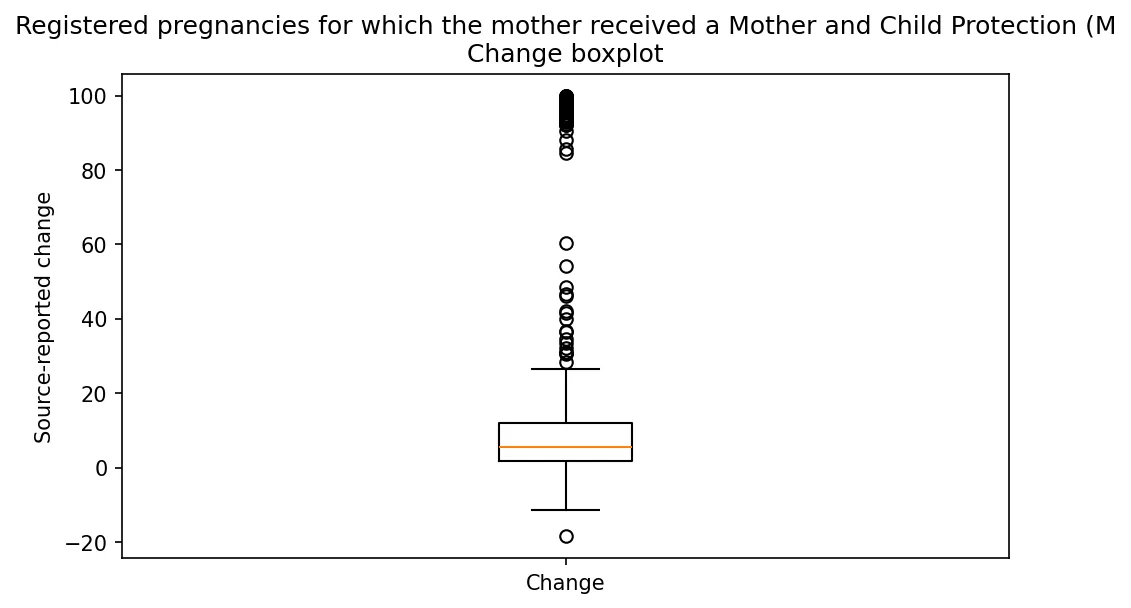 Registered pregnancies for which the mother received a Mother and Child Protection (M
Change boxplot
Source-reported change
100
80
60
40
20
0
−20
Change